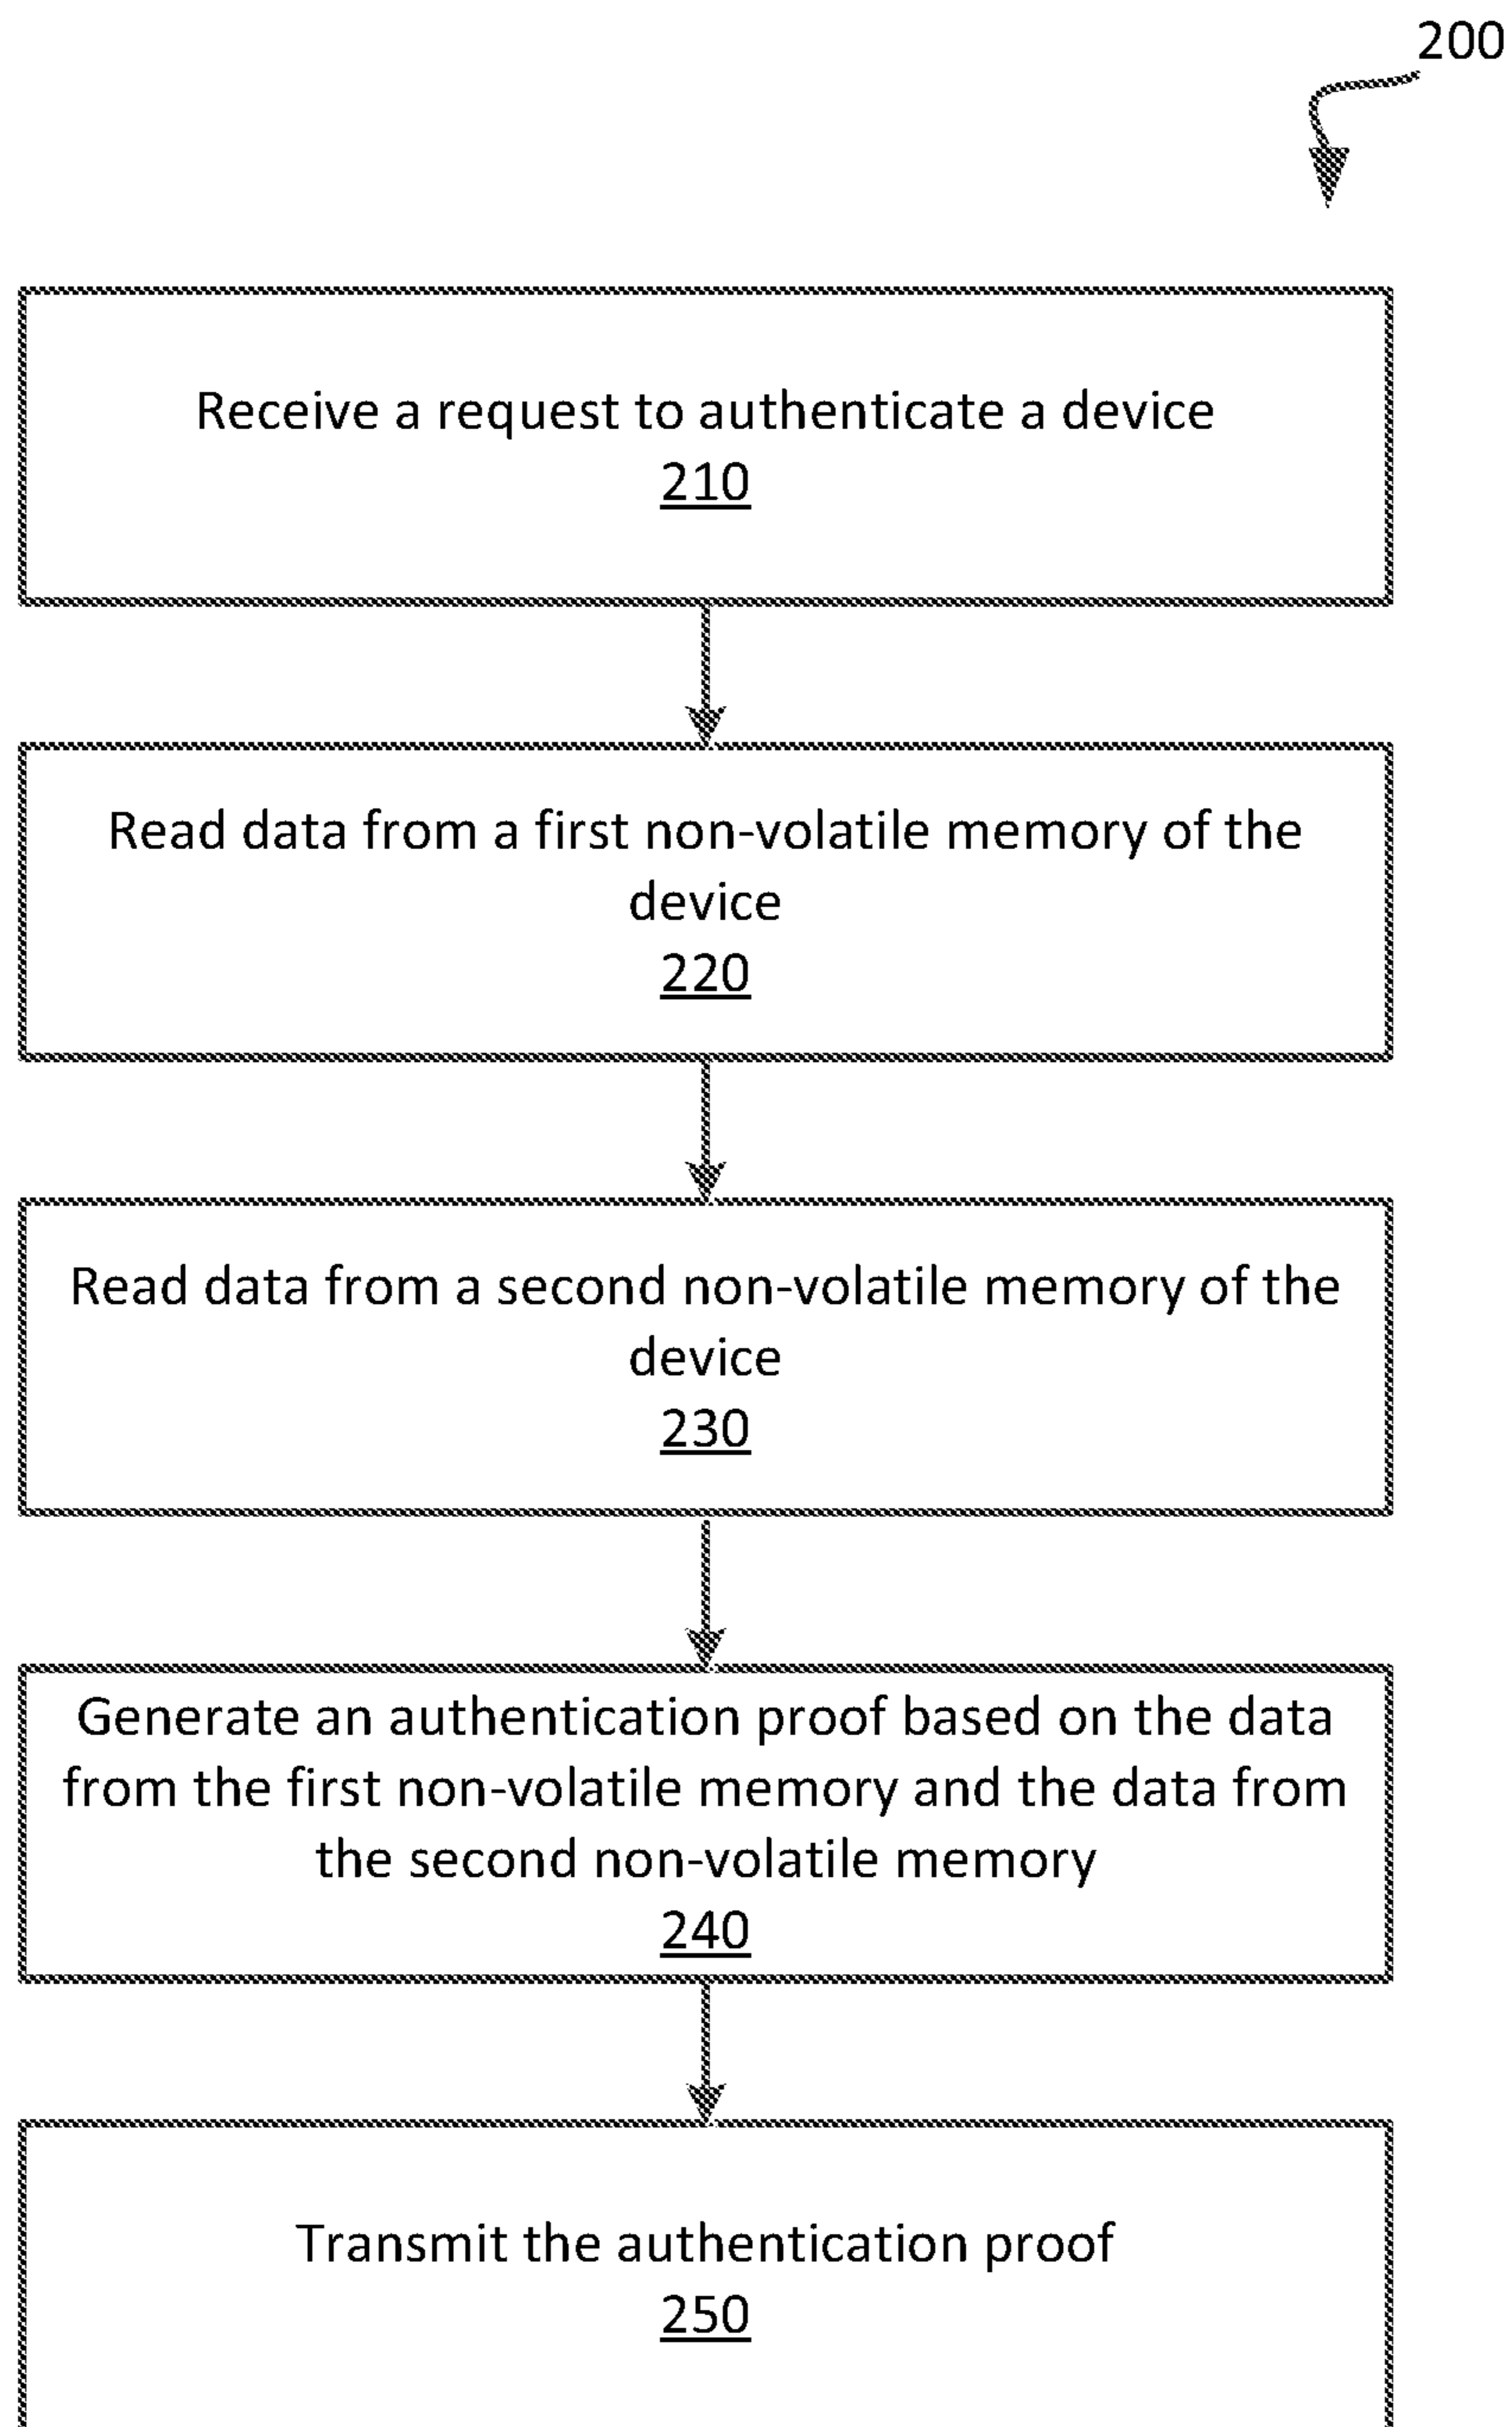 200
Receive a request to authenticate a device
210
Read data from a first non-volatile memory of the
device
220
Read data from a second non-volatile memory of the
device
230
Generate an authentication proof based on the data
from the first non-volatile memory and the data from
the second non-volatile memory
240
Transmit the authentication proof
250